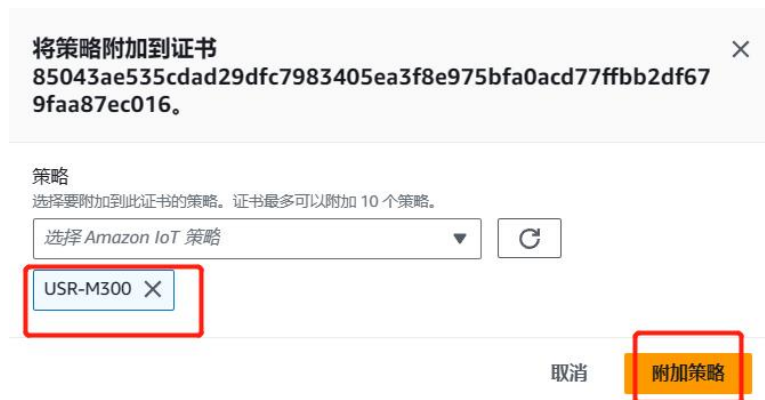 将策略附加到证书
85043ae535cdad29dfc7983405ea3f8e975bfa0acd77ffbb2df67
9faa87ec016。
策略
选择要附加到此证书的策略。证书最多可以附加 10 个策略。
选择 Amazon IoT 策略
USR-M300
取消
附加策略